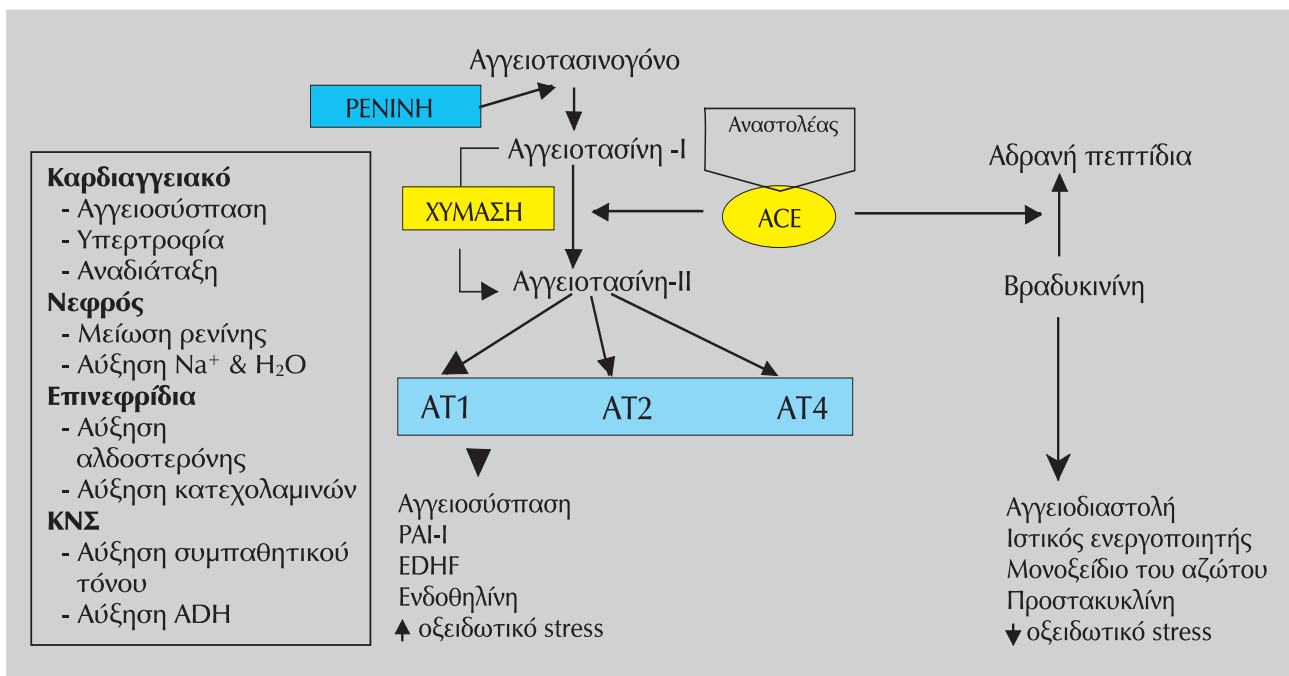 Αγγειοτασινογόνο
ΡΕΝΙΝΗ
Αναστολέας
Αγγειοτασίνη -Ι
Αδρανή πεπτίδια
ΧΥΜΑΣΗ
ACE
Αγγειοτασίνη-ΙΙ
Βραδυκινίνη
AT1 AT2 AT4
Καρδιαγγειακό
- Αγγειοσύσπαση
- Υπερτροφία
- Αναδιάταξη
Νεφρός
- Μείωση ρενίνης
- Αύξηση Na⁺ & H₂O
Επινεφρίδια
- Αύξηση
αλδοστερόνης
- Αύξηση κατεχολαμινών
ΚΝΣ
- Αύξηση συμπαθητικού
τόνου
- Αύξηση ADH
Αγγειοσύσπαση
PAI-I
EDHF
Ενδοθηλίνη
οξειδωτικό stress
Αγγειοδιαστολή
Ιστικός ενεργοποιητής
Μονοξείδιο του αζώτου
Προστακυκλίνη
οξειδωτικό stress